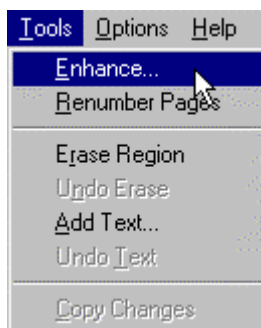 Tools Options Help
Enhance...
Renumber Pages
Erase Region
Undo Erase
Add Text...
Undo Text
Copy Changes